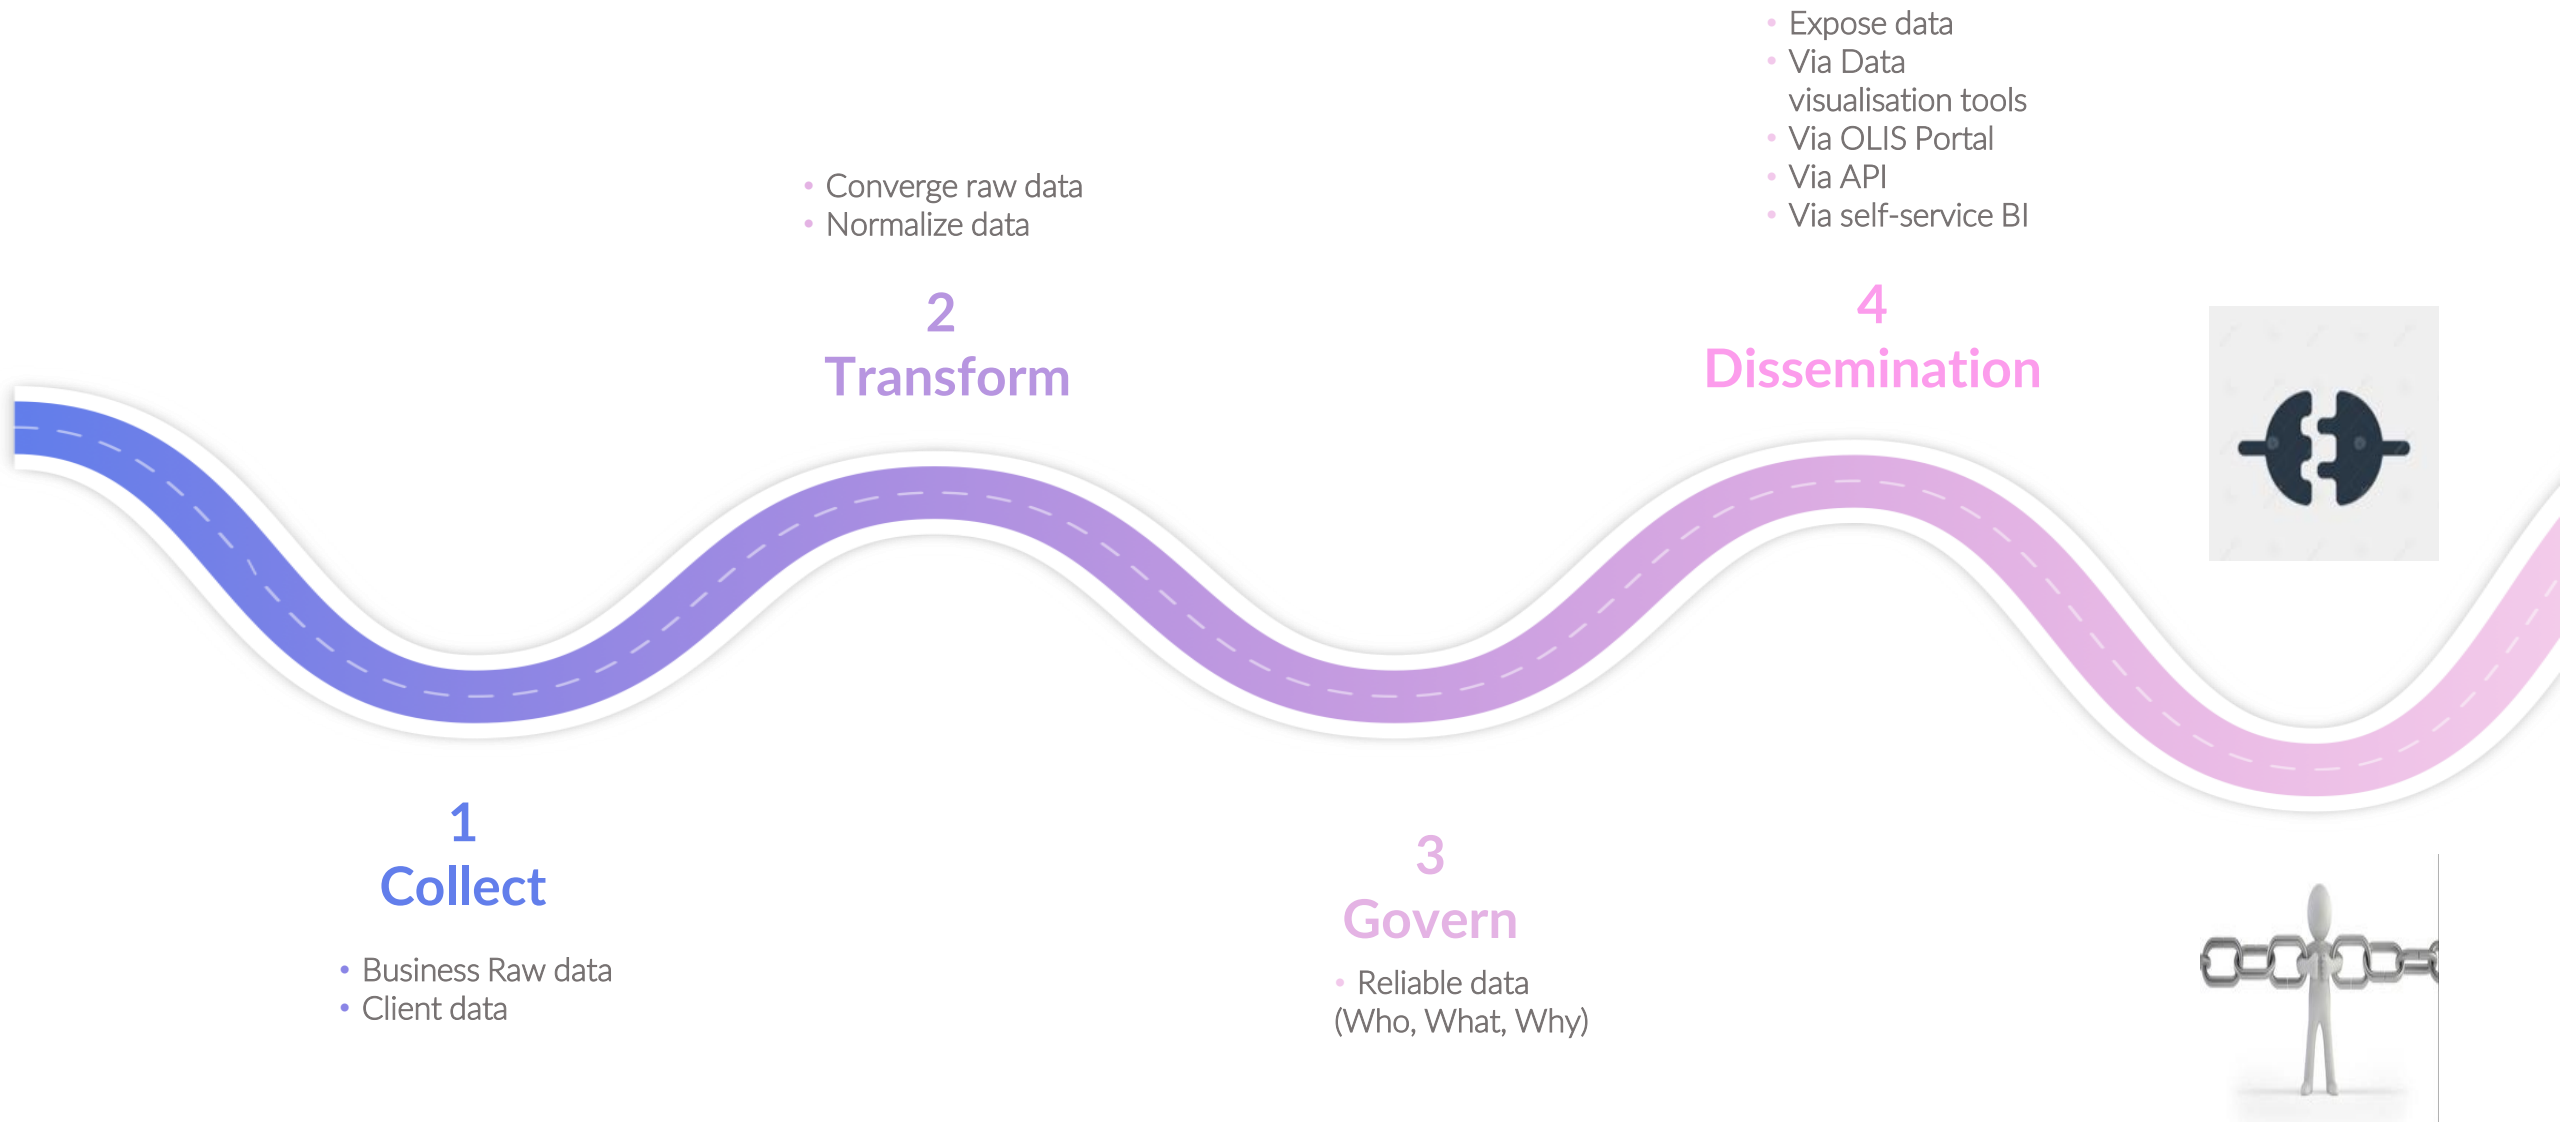 • Expose data
• Via Data
visualisation tools
• Via OLIS Portal
• Via API
• Via self-service BI
• Converge raw data
• Normalize data
2
Transform
4
Dissemination
1
Collect
• Business Raw data
• Client data
3
Govern
• Reliable data
(Who, What, Why)